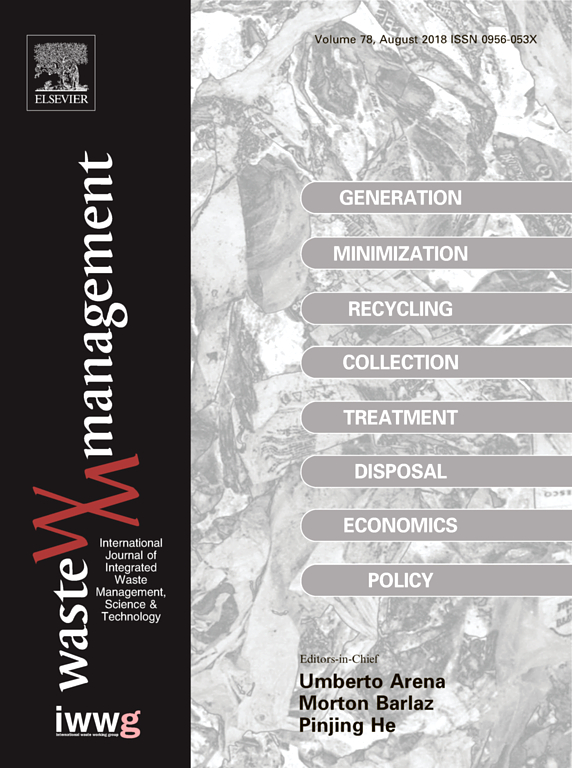 Volume 78, August 2018 ISSN 0956-053X
ELSEVIER
waste management
International
Journal of
Integrated
Waste
Management,
Science &
Technology
iwwg
international waste working group
GENERATION
MINIMIZATION
RECYCLING
COLLECTION
TREATMENT
DISPOSAL
ECONOMICS
POLICY
Editors-in-Chief
Umberto Arena
Morton Barlaz
Pinjing He